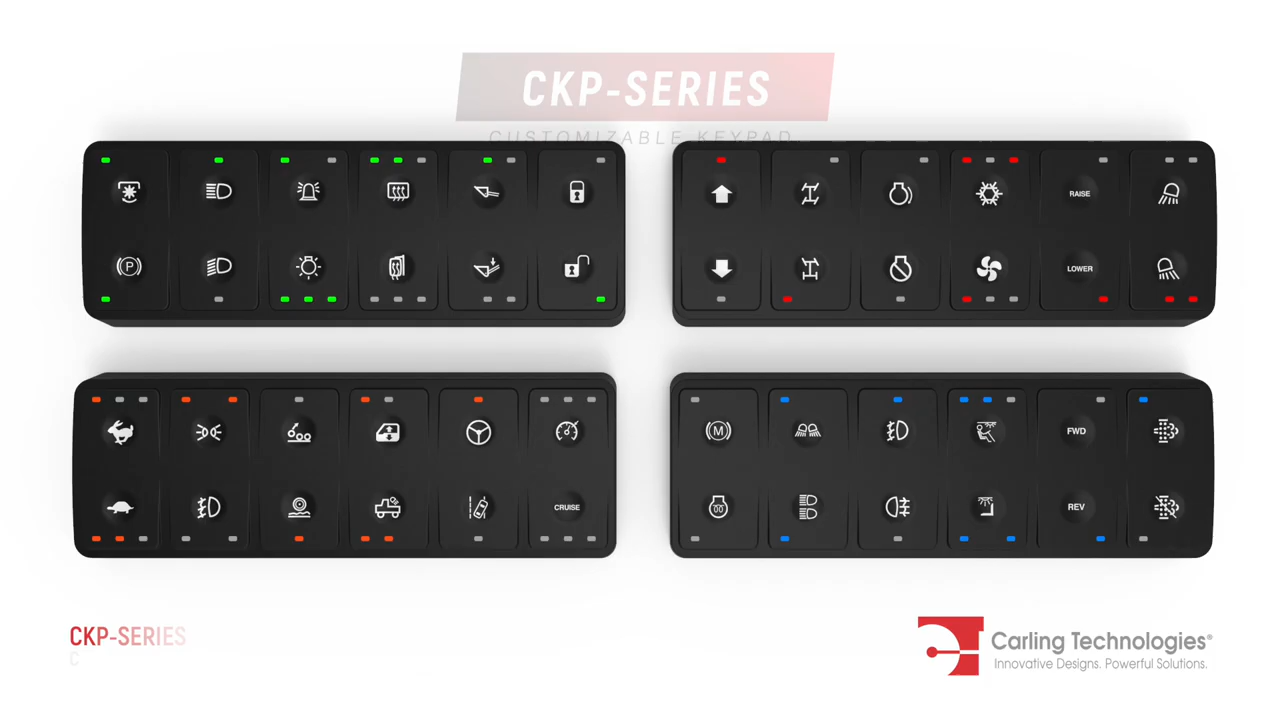 CKP-SERIES
CUSTOMIZABLE KEYPAD
P
RAISE
LOWER
M
FWD
CRUISE
REV
CKP-SERIES
C
Carling Technologies®
Innovative Designs. Powerful Solutions.